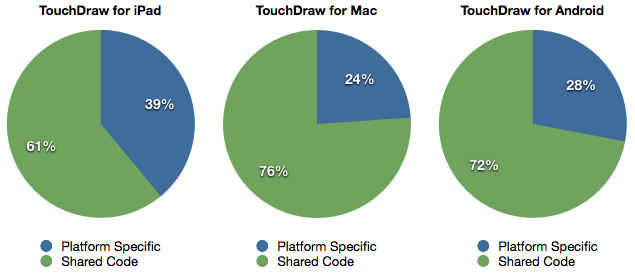 TouchDraw for iPad
39%
61%
Platform Specific
Shared Code
TouchDraw for Mac
24%
76%
Platform Specific
Shared Code
TouchDraw for Android
28%
72%
Platform Specific
Shared Code